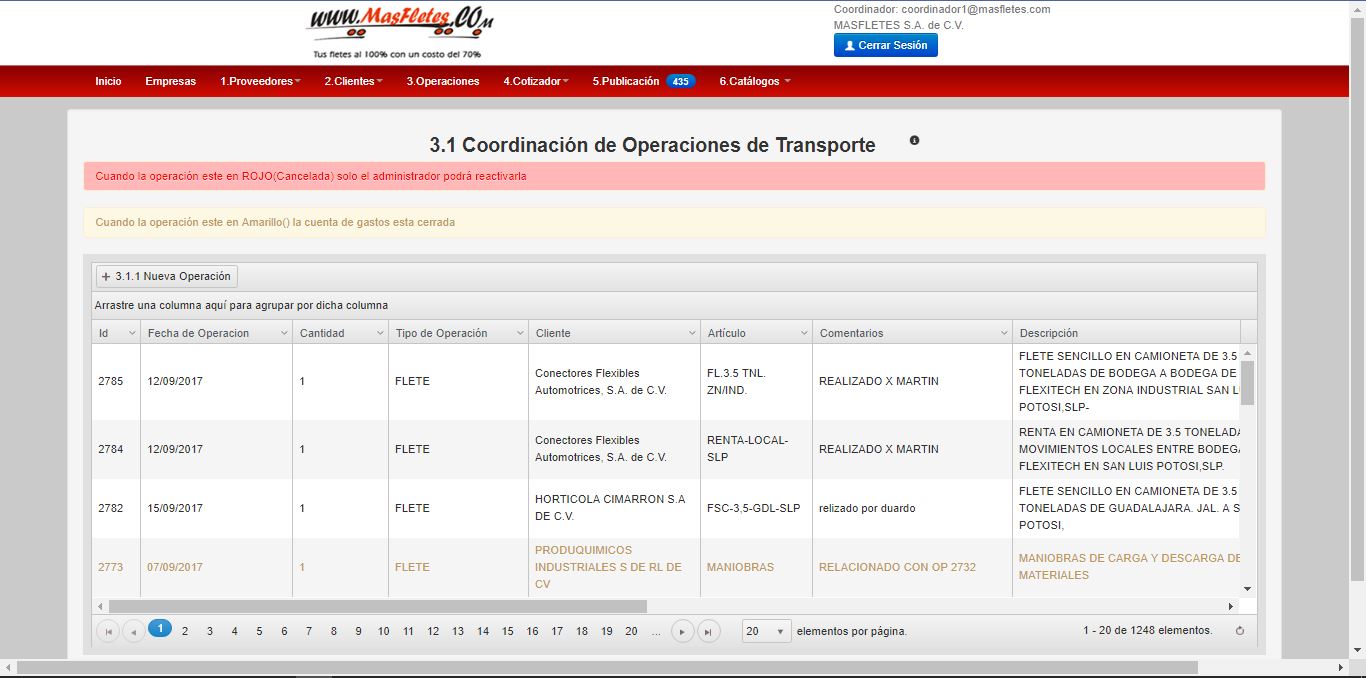 www.MasFletes.COm
Tus fletes al 100% con un costo del 70%
Coordinador: coordinador1@masfletes.com
MASFLETES S.A. de C.V.
Cerrar Sesión
Inicio Empresas 1.Proveedores 2.Clientes 3.Operaciones 4.Cotizador 5.Publicación 435 6.Catálogos
3.1 Coordinación de Operaciones de Transporte
Cuando la operación este en ROJO(Cancelada) solo el administrador podrá reactivarla
Cuando la operación este en Amarillo() la cuenta de gastos esta cerrada
+ 3.1.1 Nueva Operación
Arrastre una columna aquí para agrupar por dicha columna
Id Fecha de Operacion Cantidad Tipo de Operación Cliente Artículo Comentarios Descripción
2785 12/09/2017 1 FLETE
Conectores Flexibles
Automotrices, S.A. de C.V.
FL.3.5 TNL.
ZN/IND.
REALIZADO X MARTIN
FLETE SENCILLO EN CAMIONETA DE 3.5
TONELADAS DE BODEGA A BODEGA DE
FLEXITECH EN ZONA INDUSTRIAL SAN L
POTOSI,SLP-
2784 12/09/2017 1 FLETE
Conectores Flexibles
Automotrices, S.A. de C.V.
RENTA-LOCAL-
SLP
REALIZADO X MARTIN
RENTA EN CAMIONETA DE 3.5 TONELADA
MOVIMIENTOS LOCALES ENTRE BODEGA
FLEXITECH EN SAN LUIS POTOSI,SLP.
2782 15/09/2017 1 FLETE
HORTICOLA CIMARRON S.A
DE C.V.
FSC-3,5-GDL-SLP
relizado por duardo
FLETE SENCILLO EN CAMIONETA DE 3.5
TONELADAS DE GUADALAJARA. JAL. A S
POTOSI,
2773 07/09/2017 1 FLETE
PRODUQUIMICOS
INDUSTRIALES S DE RL DE
CV
MANIOBRAS
RELACIONADO CON OP 2732
MANIOBRAS DE CARGA Y DESCARGA DE
MATERIALES
1 2 3 4 5 6 7 8 9 10 11 12 13 14 15 16 17 18 19 20 ... 20 elementos por página. 1 - 20 de 1248 elementos.